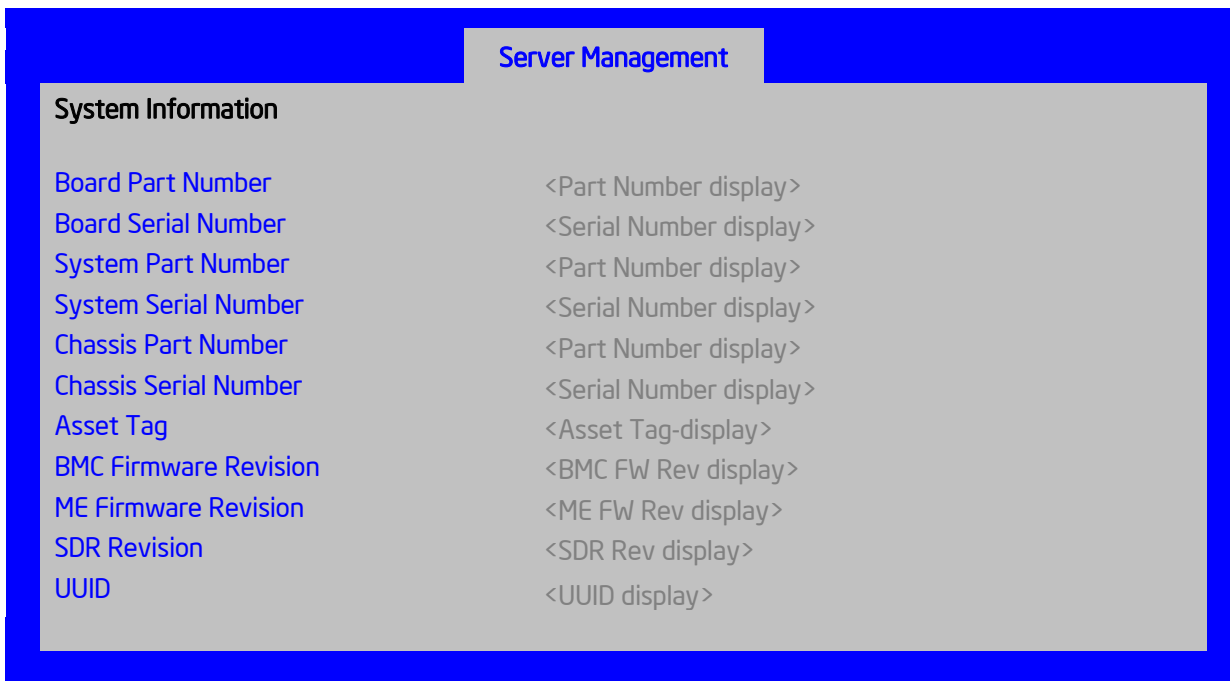 Server Management
System Information
Board Part Number <Part Number display>
Board Serial Number <Serial Number display>
System Part Number <Part Number display>
System Serial Number <Serial Number display>
Chassis Part Number <Part Number display>
Chassis Serial Number <Serial Number display>
Asset Tag <Asset Tag-display>
BMC Firmware Revision <BMC FW Rev display>
ME Firmware Revision <ME FW Rev display>
SDR Revision <SDR Rev display>
UUID <UUID display>